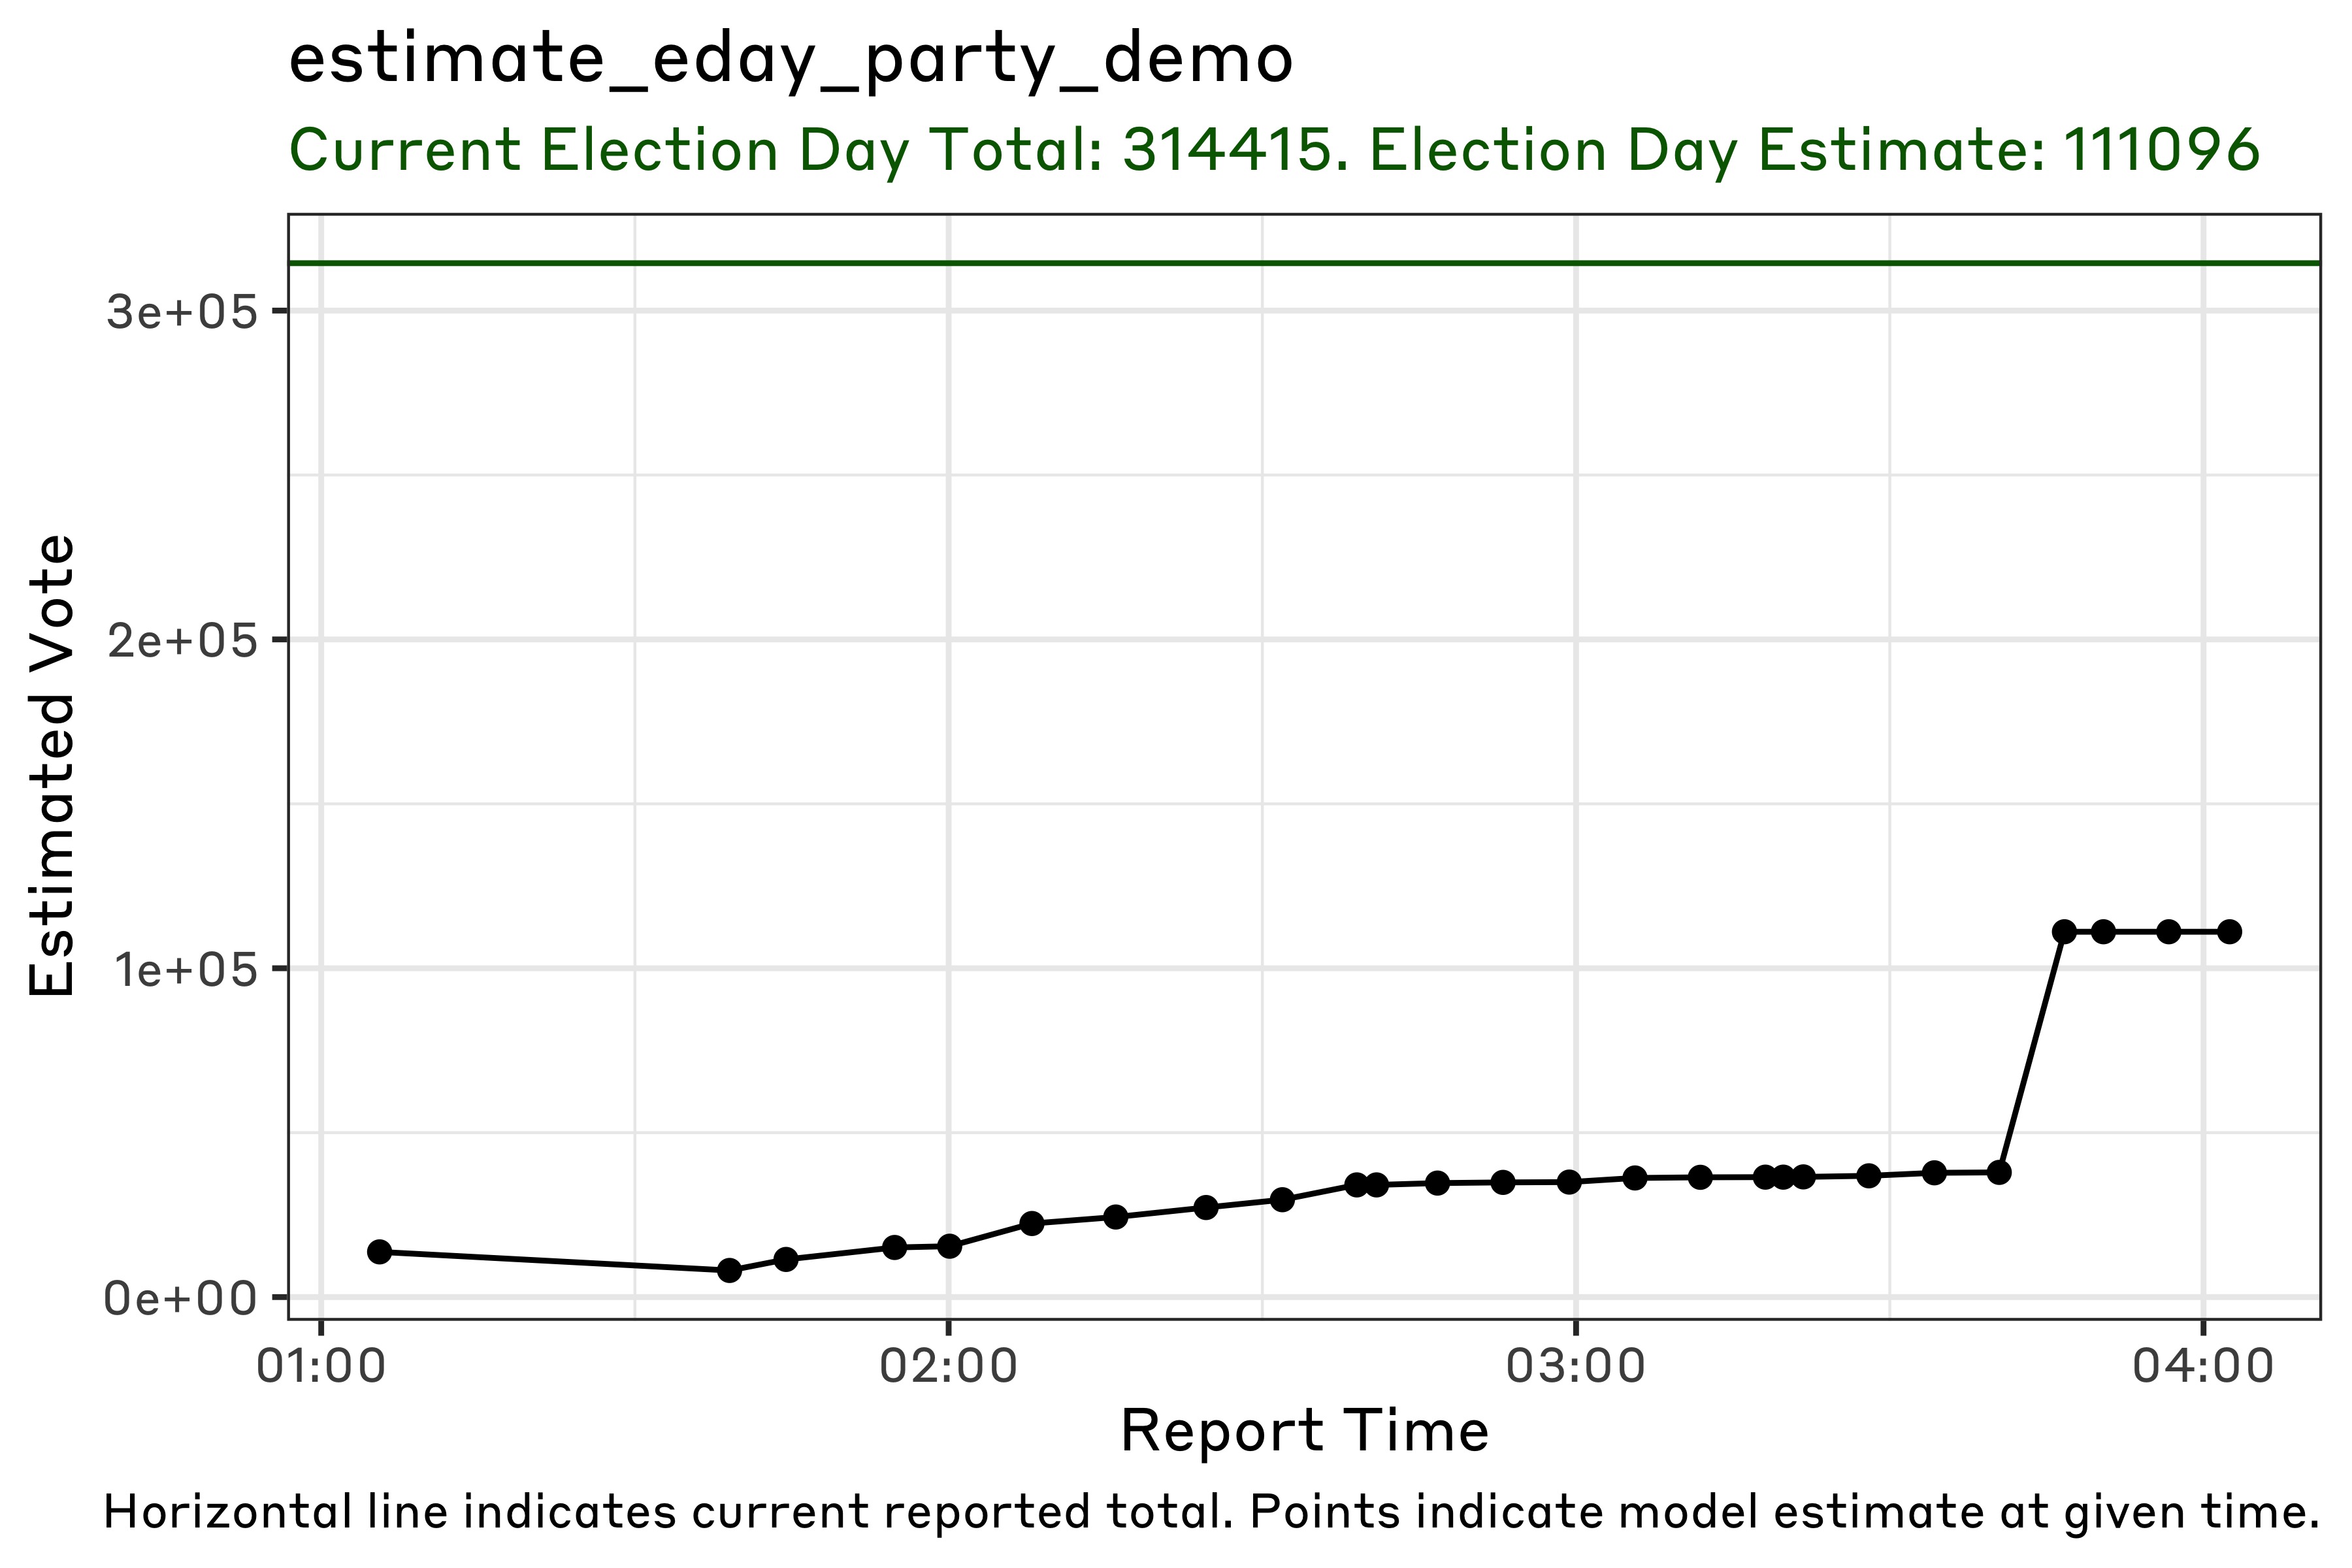 estimate_eday_party_demo
Current Election Day Total: 314415. Election Day Estimate: 111096
Estimated Vote
3e+05
2e+05
1e+05
0e+00
01:00 02:00 03:00 04:00
Report Time
Horizontal line indicates current reported total. Points indicate model estimate at given time.